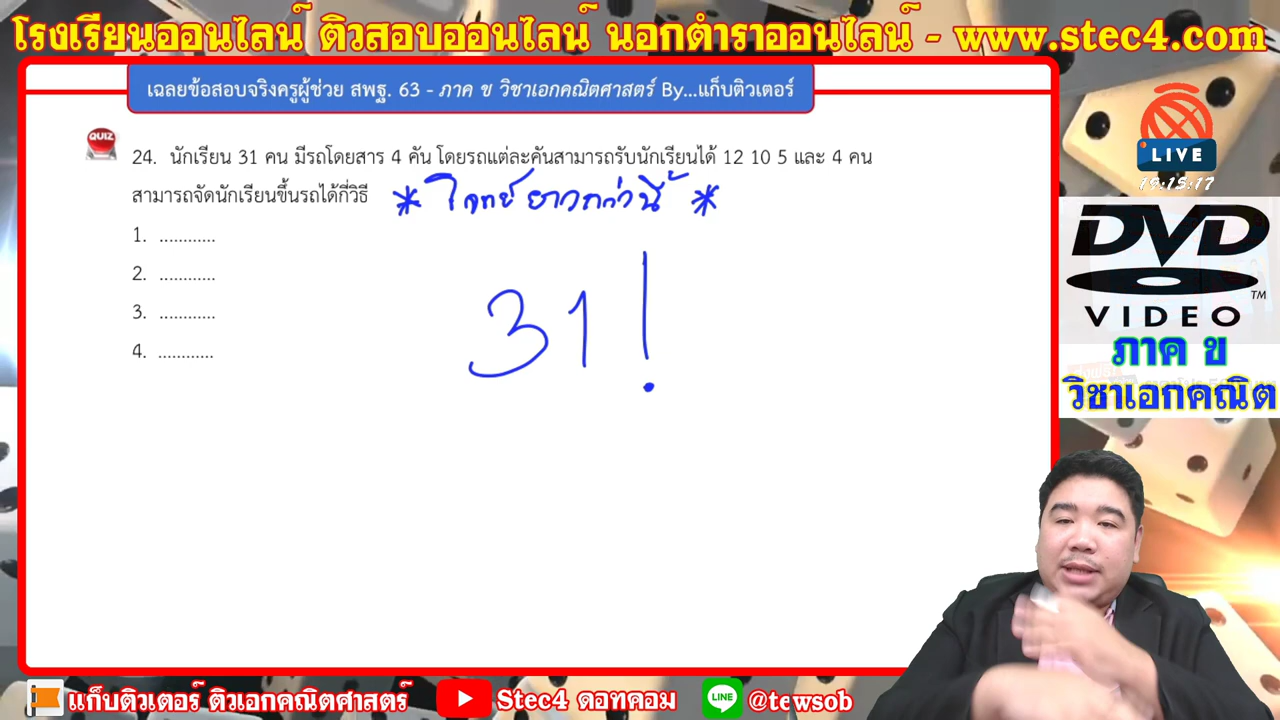 โรงเรียนออนไลน์ ติวสอบออนไลน์ นอกตำราออนไลน์ - www.stec4.com
เฉลยข้อสอบจริงครูผู้ช่วย สพฐ. 63 - ภาค ข วิชาเอกคณิตศาสตร์ By...แก็บติวเตอร์
QUIZ
24. นักเรียน 31 คน มีรถโดยสาร 4 คัน โดยรถแต่ละคันสามารถรับนักเรียนได้ 12 10 5 และ 4 คน
สามารถจัดนักเรียนขึ้นรถได้กี่วิธี * โจทย์ยาวกว่านี้ *
1. ............
2. ............
3. ............
4. ............
31!
LIVE
19:15:17
DVD
VIDEO
TM
ภาค ข
วิชาเอกคณิต
แก็บติวเตอร์ ติวเอกคณิตศาสตร์
Stec4 ดอทคอม
LINE
@tewsob